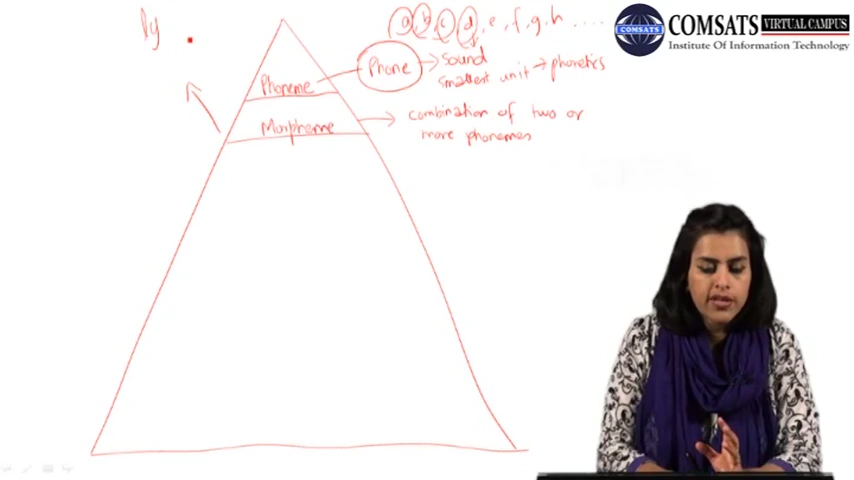 a, b, c, d, e, f, g, h ....
COMSATS VIRTUAL CAMPUS
Institute Of Information Technology
COMSATS
Phone → sound
smallest unit → phonetics
Phoneme
Morpheme → combination of two or
more phonemes